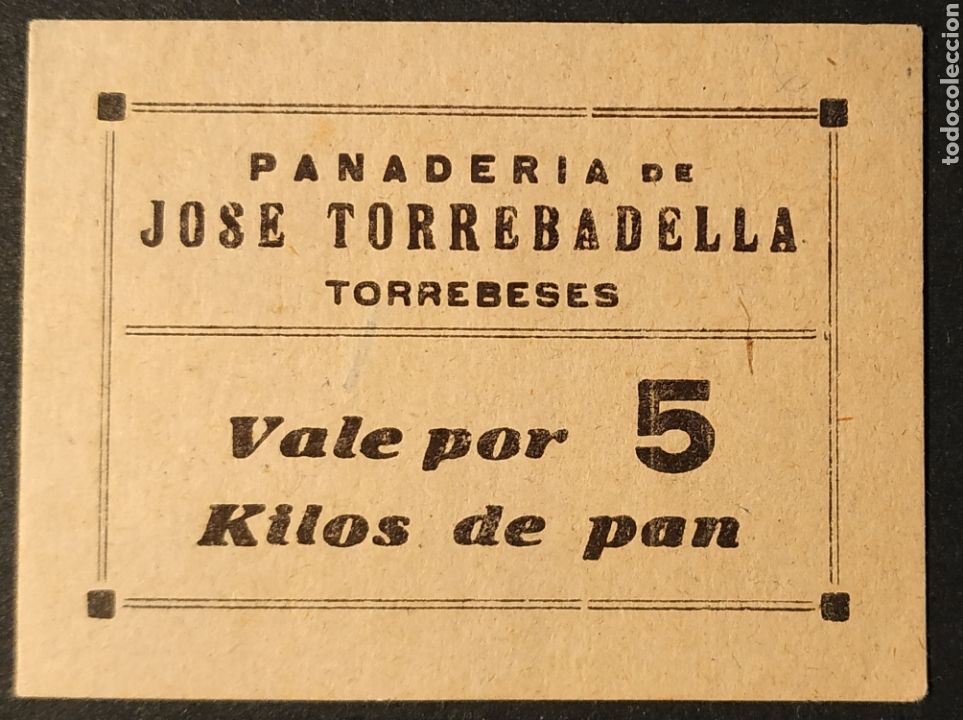 PANADERIA DE
JOSE TORREBADELLA
TORREBESES
Vale por 5
Kilos de pan
todocoleccion